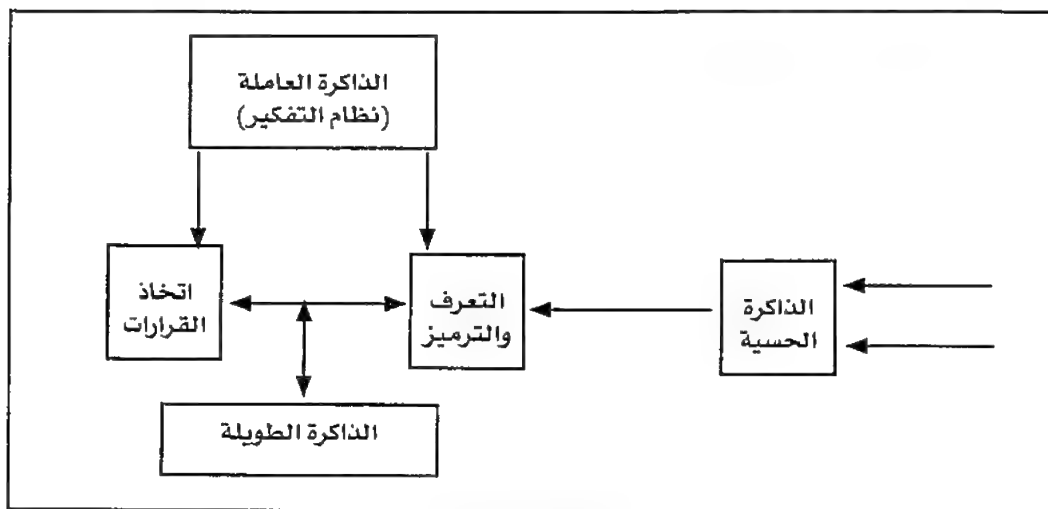 الذاكرة العاملة
(نظام التفكير)
الذاكرة
الحسية
التعرف
والترميز
اتخاذ
القرارات
الذاكرة الطويلة